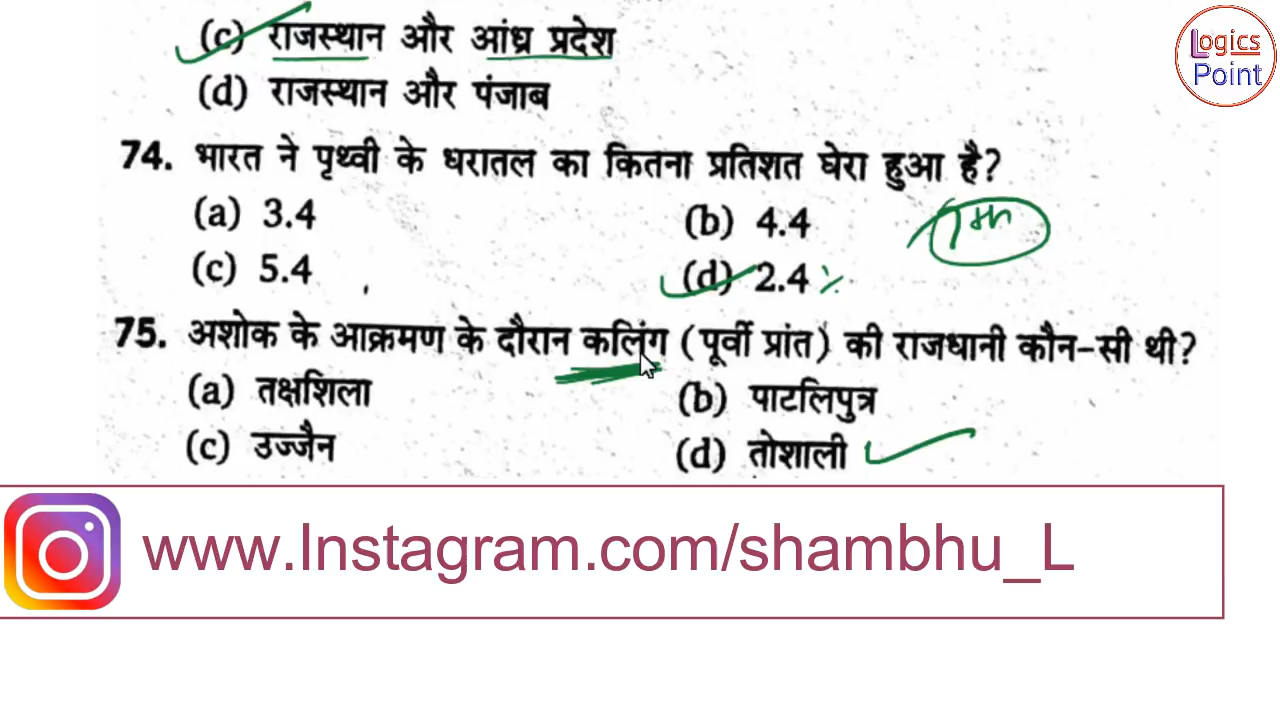 (c) राजस्थान और आंध्र प्रदेश
Logics
Point
(d) राजस्थान और पंजाब
74. भारत ने पृथ्वी के धरातल का कितना प्रतिशत घेरा हुआ है?
(a) 3.4 (b) 4.4
7th
(c) 5.4 (d) 2.4 %
75. अशोक के आक्रमण के दौरान कलिंग (पूर्वी प्रांत) की राजधानी कौन-सी थी?
(a) तक्षशिला (b) पाटलिपुत्र
(c) उज्जैन (d) तोशाली
www.Instagram.com/shambhu_L